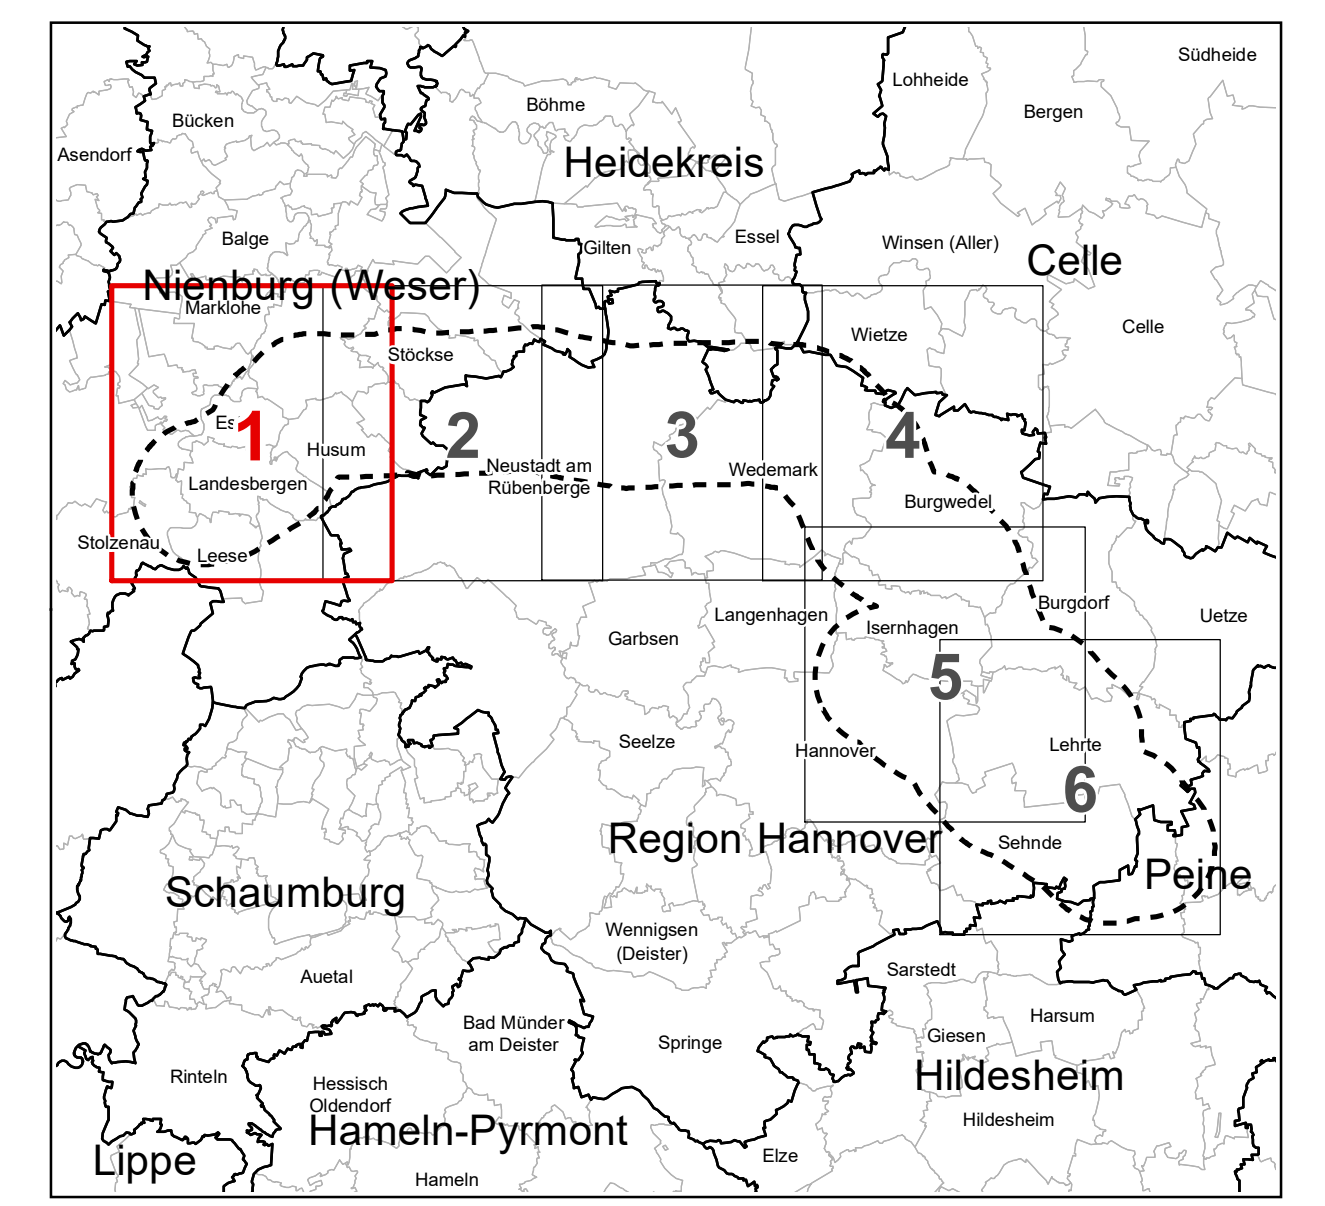 Südheide
Lohheide
Böhme
Bergen
Bücken
Asendorf
Heidekreis
Balge
Gilten
Essel
Winsen (Aller)
Celle
Nienburg (Weser)
Marklohe
Celle
Wietze
Stöckse
Es
1
2
3
4
Husum
Neustadt am
Rübenberge
Wedemark
Landesbergen
Burgwedel
Stolzenau
Leese
Burgdorf
Langenhagen
Uetze
Isernhagen
Garbsen
5
Seelze
Hannover
Lehrte
6
Region Hannover
Sehnde
Peine
Schaumburg
Wennigsen
(Deister)
Auetal
Sarstedt
Harsum
Bad Münder
am Deister
Giesen
Springe
Rinteln
Hessisch
Oldendorf
Hildesheim
Hildesheim
Hameln-Pyrmont
Lippe
Elze
Hameln